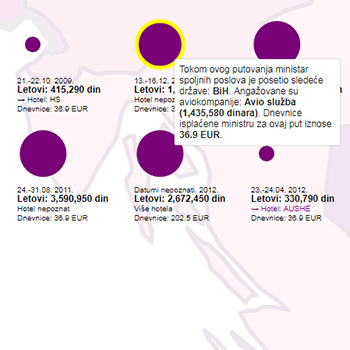 21.-22.10. 2009.
Letovi: 415,290 din
→ Hotel: HS
Dnevnice: 36.9 EUR
13.-16.12.
Letovi: 1,
Hotel nepoz
Dnevnice:
Tokom ovog putovanja ministar
spoljnih poslova je posetio sledeće
države: BiH. Angažovane su
aviokompanije: Avio služba
(1,435,580 dinara). Dnevnice
isplaćene ministru za ovaj put iznose
36.9 EUR.
24.-31.08. 2011.
Letovi: 3,590,950 din
Hotel nepoznat
Dnevnice: 36.9 EUR
Datumi nepoznati. 2012.
Letovi: 2,672,450 din
Više hotela
Dnevnice: 202.5 EUR
23.-24.04. 2012.
Letovi: 330,790 din
→ Hotel: AUSHE
Dnevnice: 36.9 EUR